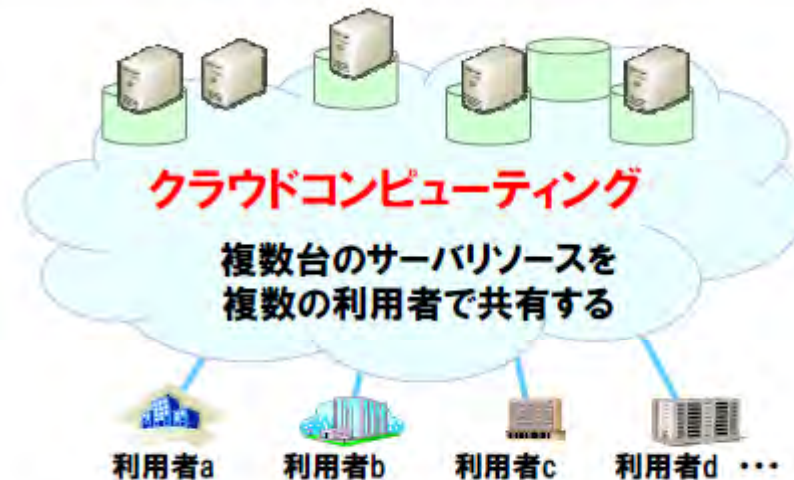 クラウドコンピューティング
複数台のサーバリソースを
複数の利用者で共有する
利用者a 利用者b 利用者c 利用者d ・・・